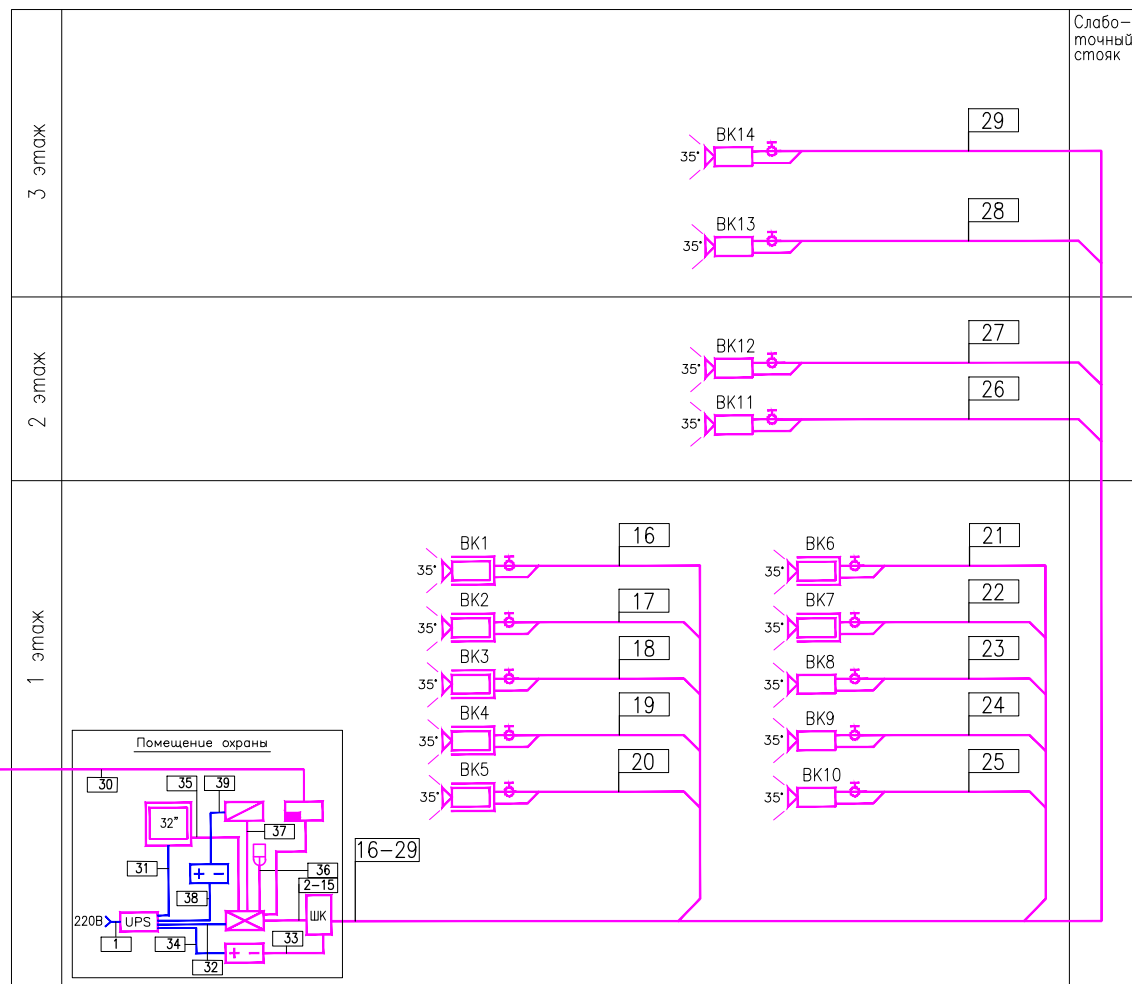 Слабо-
точный
стояк
3 этаж
29
ВК14
35°
28
ВК13
35°
2 этаж
27
ВК12
35°
26
ВК11
35°
1 этаж
ВК1
16
35°
ВК2
17
35°
ВК3
18
35°
ВК4
19
35°
ВК5
20
35°
ВК6
21
35°
ВК7
22
35°
ВК8
23
35°
ВК9
24
35°
ВК10
25
35°
Помещение охраны
30
35
39
32"
37
31
36
38
2-15
16-29
220В
UPS
ШК
1
34
32
33
+ -
+ -